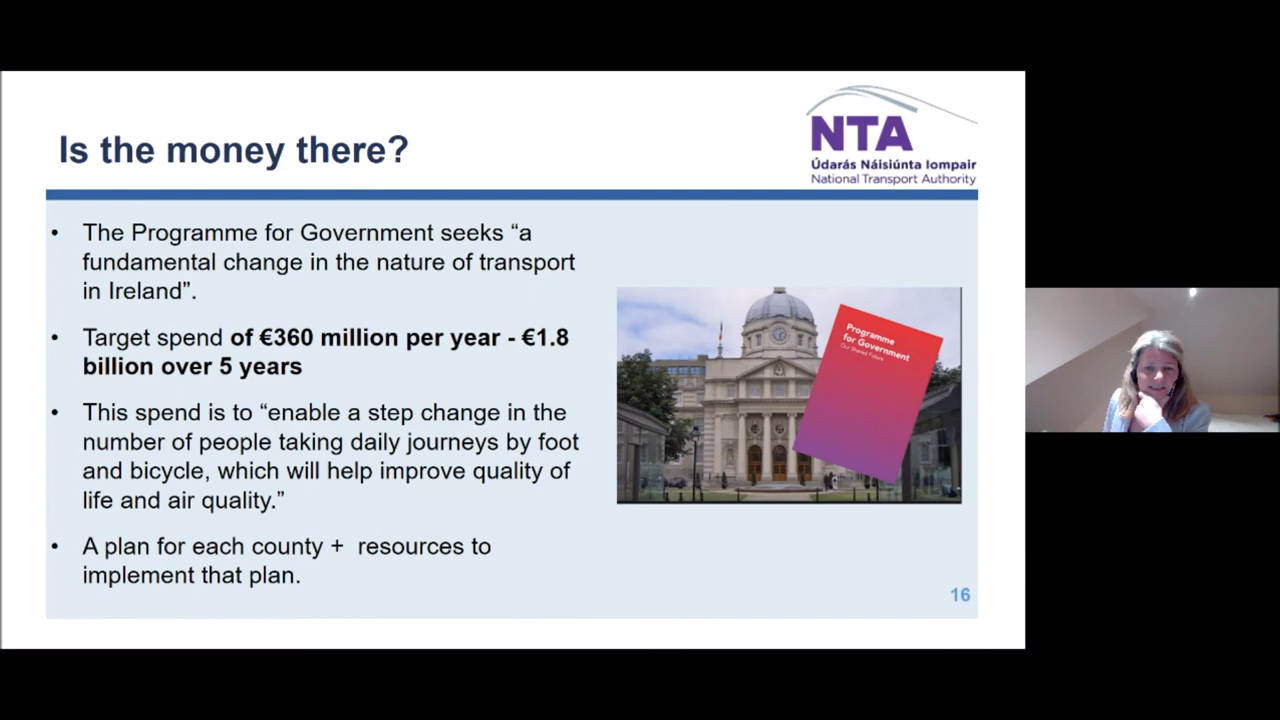 Is the money there?
NTA
Údarás Náisiúnta Iompair
National Transport Authority
• The Programme for Government seeks “a
fundamental change in the nature of transport
in Ireland”.
• Target spend of €360 million per year - €1.8
billion over 5 years
• This spend is to “enable a step change in the
number of people taking daily journeys by foot
and bicycle, which will help improve quality of
life and air quality.”
• A plan for each county + resources to
implement that plan.
Programme
for Government
Our Shared Future
16